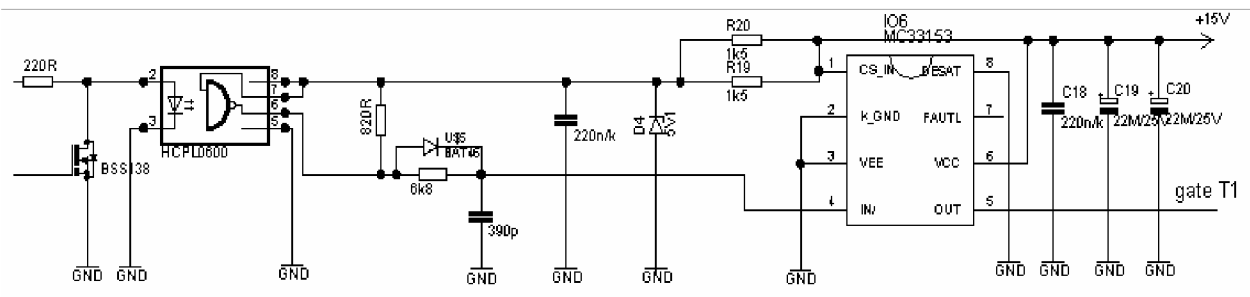 220R
BSS138
GND
GND
2
3
8
7
6
5
HCPL0600
GND
820R
U$5
BAT46
6k8
390p
GND
220n/k
GND
D4
5V1
GND
R20
1k5
R19
1k5
IO6
MC33153
1
CS_IN
DESAT
8
2
K_GND
FAUTL
7
3
VEE
VCC
6
4
IN/
OUT
5
GND
GND
+15V
C18
220n/k
GND
+
C19
22M/25V
GND
+
C20
22M/25V
GND
gate T1